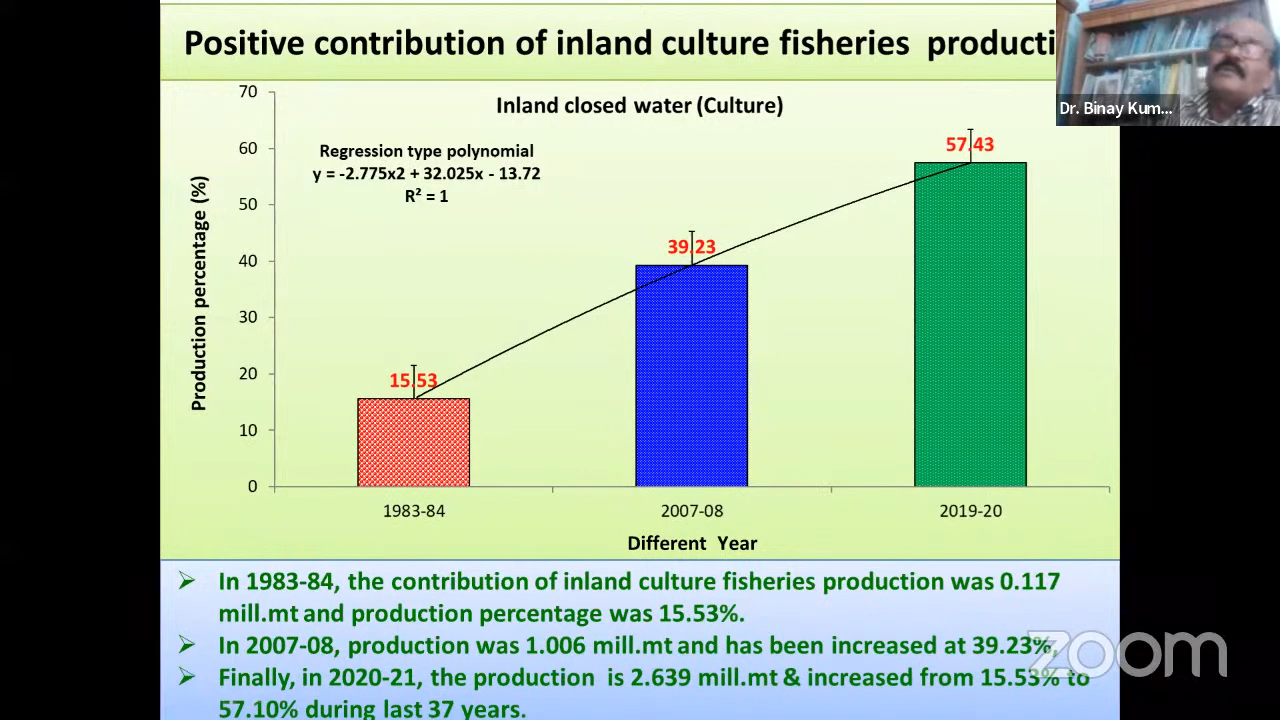 Positive contribution of inland culture fisheries producti
Dr. Binay Kum...
Inland closed water (Culture)
Regression type polynomial
y = -2.775x2 + 32.025x - 13.72
R² = 1
Production percentage (%)
70
60
50
40
30
20
10
0
15.53
39.23
57.43
1983-84
2007-08
2019-20
Different Year
➢ In 1983-84, the contribution of inland culture fisheries production was 0.117
mill.mt and production percentage was 15.53%.
➢ In 2007-08, production was 1.006 mill.mt and has been increased at 39.23%,
➢ Finally, in 2020-21, the production is 2.639 mill.mt & increased from 15.53% to
57.10% during last 37 years.
zoom